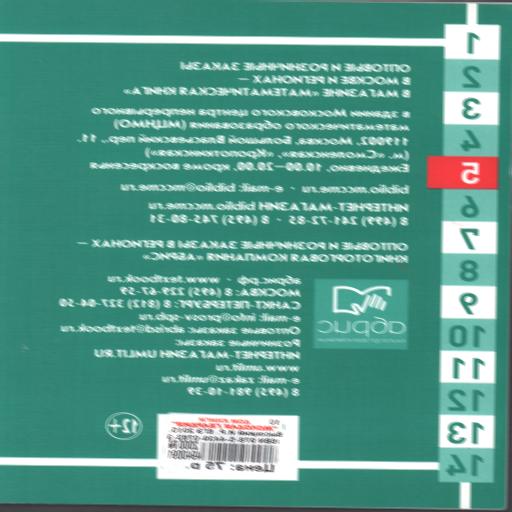 ОПТОВЫЕ И РОЗНИЧНЫЕ ЗАКАЗЫ
В МОСКВЕ И РЕГИОНАХ —
В МАГАЗИНЕ «МАТЕМАТИЧЕСКАЯ КНИГА»
в здании Московского центра непрерывного
математического образования (МЦНМО)
119002, Москва, Большой Власьевский пер., 11.
(м. «Смоленская», «Кропоткинская»)
Ежедневно, 10.00—20.00, кроме воскресенья
biblio.mccme.ru · e-mail: biblio@mccme.ru
ИНТЕРНЕТ-МАГАЗИН biblio.mccme.ru
8 (499) 241-72-85 · 8 (495) 745-80-31
ОПТОВЫЕ И РОЗНИЧНЫЕ ЗАКАЗЫ В РЕГИОНАХ —
КНИГОТОРГОВАЯ КОМПАНИЯ «АБРИС»
абрис
абрис.рф · www.textbook.ru
МОСКВА: 8 (495) 229-67-59
САНКТ-ПЕТЕРБУРГ: 8 (812) 327-04-50
e-mail: info@prosv-spb.ru
Оптовые заказы: abrisd@textbook.ru
Розничные заказы:
ИНТЕРНЕТ-МАГАЗИН UMLIT.RU
www.umlit.ru
e-mail: zakaz@umlit.ru
8 (495) 981-10-39
12+
Цена: 75 р.
1
2
3
4
5
6
7
8
9
10
11
12
13
14